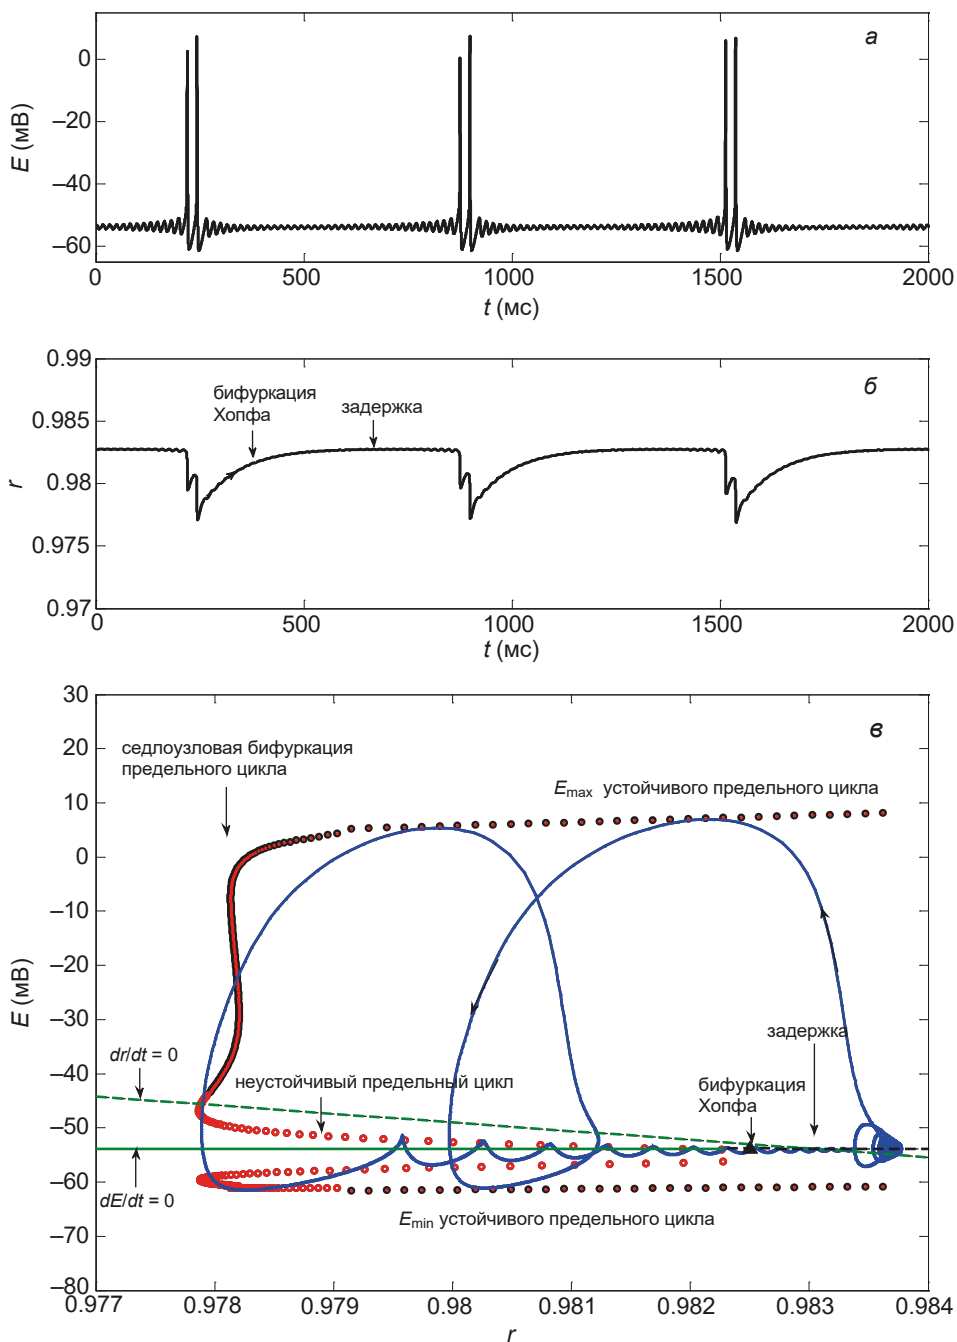 а
0
–20
–40
–60
E (мВ)
0
500
1000
1500
2000
t (мс)
0.99
0.985
0.98
0.975
0.97
r
б
бифуркация
Хопфа
задержка
0
500
1000
1500
2000
t (мс)
30
20
10
0
–10
–20
–30
–40
–50
–60
–70
–80
E (мВ)
в
седлоузловая бифуркация
предельного цикла
Emax устойчивого предельного цикла
dr/dt = 0
неустойчивый предельный цикл
задержка
бифуркация
Хопфа
dE/dt = 0
Emin устойчивого предельного цикла
0.977
0.978
0.979
0.98
0.981
0.982
0.983
0.984
r